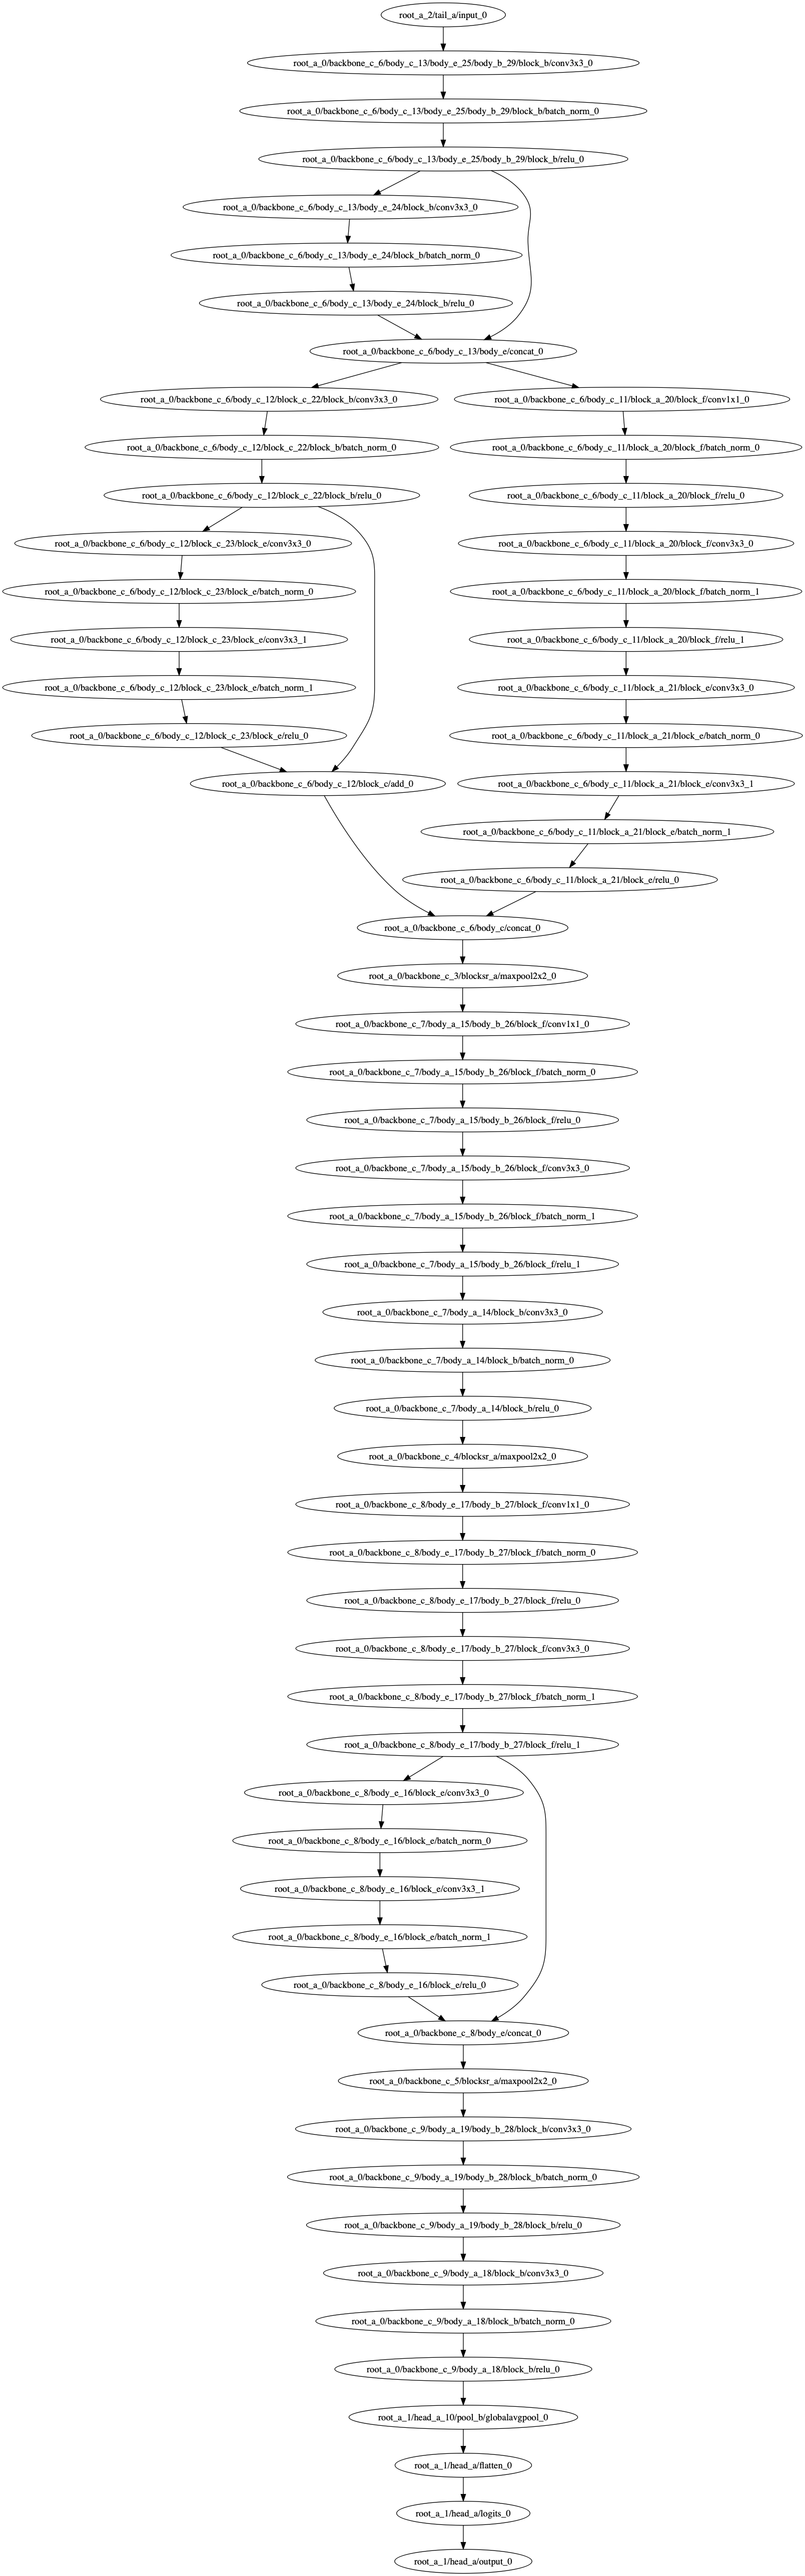 root_a_2/tail_a/input_0
root_a_0/backbone_c_6/body_c_13/body_e_25/body_b_29/block_b/conv3x3_0
root_a_0/backbone_c_6/body_c_13/body_e_25/body_b_29/block_b/batch_norm_0
root_a_0/backbone_c_6/body_c_13/body_e_25/body_b_29/block_b/relu_0
root_a_0/backbone_c_6/body_c_13/body_e_24/block_b/conv3x3_0
root_a_0/backbone_c_6/body_c_13/body_e_24/block_b/batch_norm_0
root_a_0/backbone_c_6/body_c_13/body_e_24/block_b/relu_0
root_a_0/backbone_c_6/body_c_13/body_e/concat_0
root_a_0/backbone_c_6/body_c_12/block_c_22/block_b/conv3x3_0
root_a_0/backbone_c_6/body_c_11/block_a_20/block_f/conv1x1_0
root_a_0/backbone_c_6/body_c_12/block_c_22/block_b/batch_norm_0
root_a_0/backbone_c_6/body_c_11/block_a_20/block_f/batch_norm_0
root_a_0/backbone_c_6/body_c_12/block_c_22/block_b/relu_0
root_a_0/backbone_c_6/body_c_11/block_a_20/block_f/relu_0
root_a_0/backbone_c_6/body_c_12/block_c_23/block_e/conv3x3_0
root_a_0/backbone_c_6/body_c_11/block_a_20/block_f/conv3x3_0
root_a_0/backbone_c_6/body_c_12/block_c_23/block_e/batch_norm_0
root_a_0/backbone_c_6/body_c_11/block_a_20/block_f/batch_norm_1
root_a_0/backbone_c_6/body_c_12/block_c_23/block_e/conv3x3_1
root_a_0/backbone_c_6/body_c_11/block_a_20/block_f/relu_1
root_a_0/backbone_c_6/body_c_12/block_c_23/block_e/batch_norm_1
root_a_0/backbone_c_6/body_c_11/block_a_21/block_e/conv3x3_0
root_a_0/backbone_c_6/body_c_12/block_c_23/block_e/relu_0
root_a_0/backbone_c_6/body_c_11/block_a_21/block_e/batch_norm_0
root_a_0/backbone_c_6/body_c_12/block_c/add_0
root_a_0/backbone_c_6/body_c_11/block_a_21/block_e/conv3x3_1
root_a_0/backbone_c_6/body_c_11/block_a_21/block_e/batch_norm_1
root_a_0/backbone_c_6/body_c_11/block_a_21/block_e/relu_0
root_a_0/backbone_c_6/body_c/concat_0
root_a_0/backbone_c_3/blocksr_a/maxpool2x2_0
root_a_0/backbone_c_7/body_a_15/body_b_26/block_f/conv1x1_0
root_a_0/backbone_c_7/body_a_15/body_b_26/block_f/batch_norm_0
root_a_0/backbone_c_7/body_a_15/body_b_26/block_f/relu_0
root_a_0/backbone_c_7/body_a_15/body_b_26/block_f/conv3x3_0
root_a_0/backbone_c_7/body_a_15/body_b_26/block_f/batch_norm_1
root_a_0/backbone_c_7/body_a_15/body_b_26/block_f/relu_1
root_a_0/backbone_c_7/body_a_14/block_b/conv3x3_0
root_a_0/backbone_c_7/body_a_14/block_b/batch_norm_0
root_a_0/backbone_c_7/body_a_14/block_b/relu_0
root_a_0/backbone_c_4/blocksr_a/maxpool2x2_0
root_a_0/backbone_c_8/body_e_17/body_b_27/block_f/conv1x1_0
root_a_0/backbone_c_8/body_e_17/body_b_27/block_f/batch_norm_0
root_a_0/backbone_c_8/body_e_17/body_b_27/block_f/relu_0
root_a_0/backbone_c_8/body_e_17/body_b_27/block_f/conv3x3_0
root_a_0/backbone_c_8/body_e_17/body_b_27/block_f/batch_norm_1
root_a_0/backbone_c_8/body_e_17/body_b_27/block_f/relu_1
root_a_0/backbone_c_8/body_e_16/block_e/conv3x3_0
root_a_0/backbone_c_8/body_e_16/block_e/batch_norm_0
root_a_0/backbone_c_8/body_e_16/block_e/conv3x3_1
root_a_0/backbone_c_8/body_e_16/block_e/batch_norm_1
root_a_0/backbone_c_8/body_e_16/block_e/relu_0
root_a_0/backbone_c_8/body_e/concat_0
root_a_0/backbone_c_5/blocksr_a/maxpool2x2_0
root_a_0/backbone_c_9/body_a_19/body_b_28/block_b/conv3x3_0
root_a_0/backbone_c_9/body_a_19/body_b_28/block_b/batch_norm_0
root_a_0/backbone_c_9/body_a_19/body_b_28/block_b/relu_0
root_a_0/backbone_c_9/body_a_18/block_b/conv3x3_0
root_a_0/backbone_c_9/body_a_18/block_b/batch_norm_0
root_a_0/backbone_c_9/body_a_18/block_b/relu_0
root_a_1/head_a_10/pool_b/globalavgpool_0
root_a_1/head_a/flatten_0
root_a_1/head_a/logits_0
root_a_1/head_a/output_0